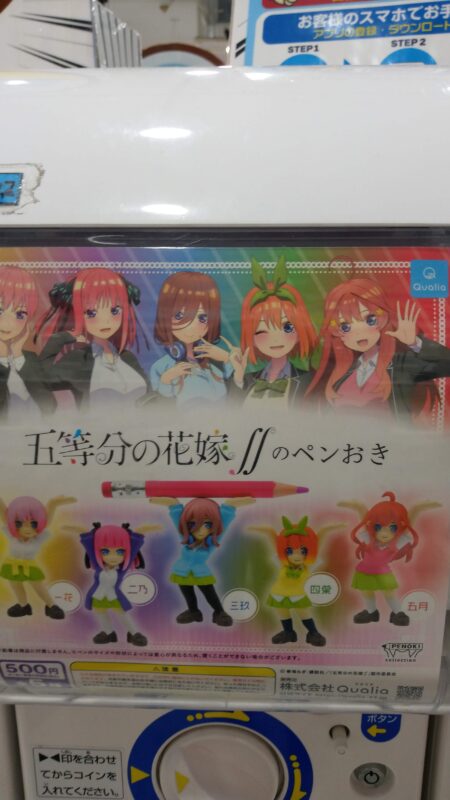 お客様のスマホでお手
アプリの登録・ダウンロード
STEP1
STEP2
Qualia
五等分の花嫁∬のペンおき
一花
二乃
三玖
四葉
五月
PENOKI
collection
500円
⚠注意
株式会社Qualia
ボタン
▶◀印を合わせ
てからコインを
入れてください。